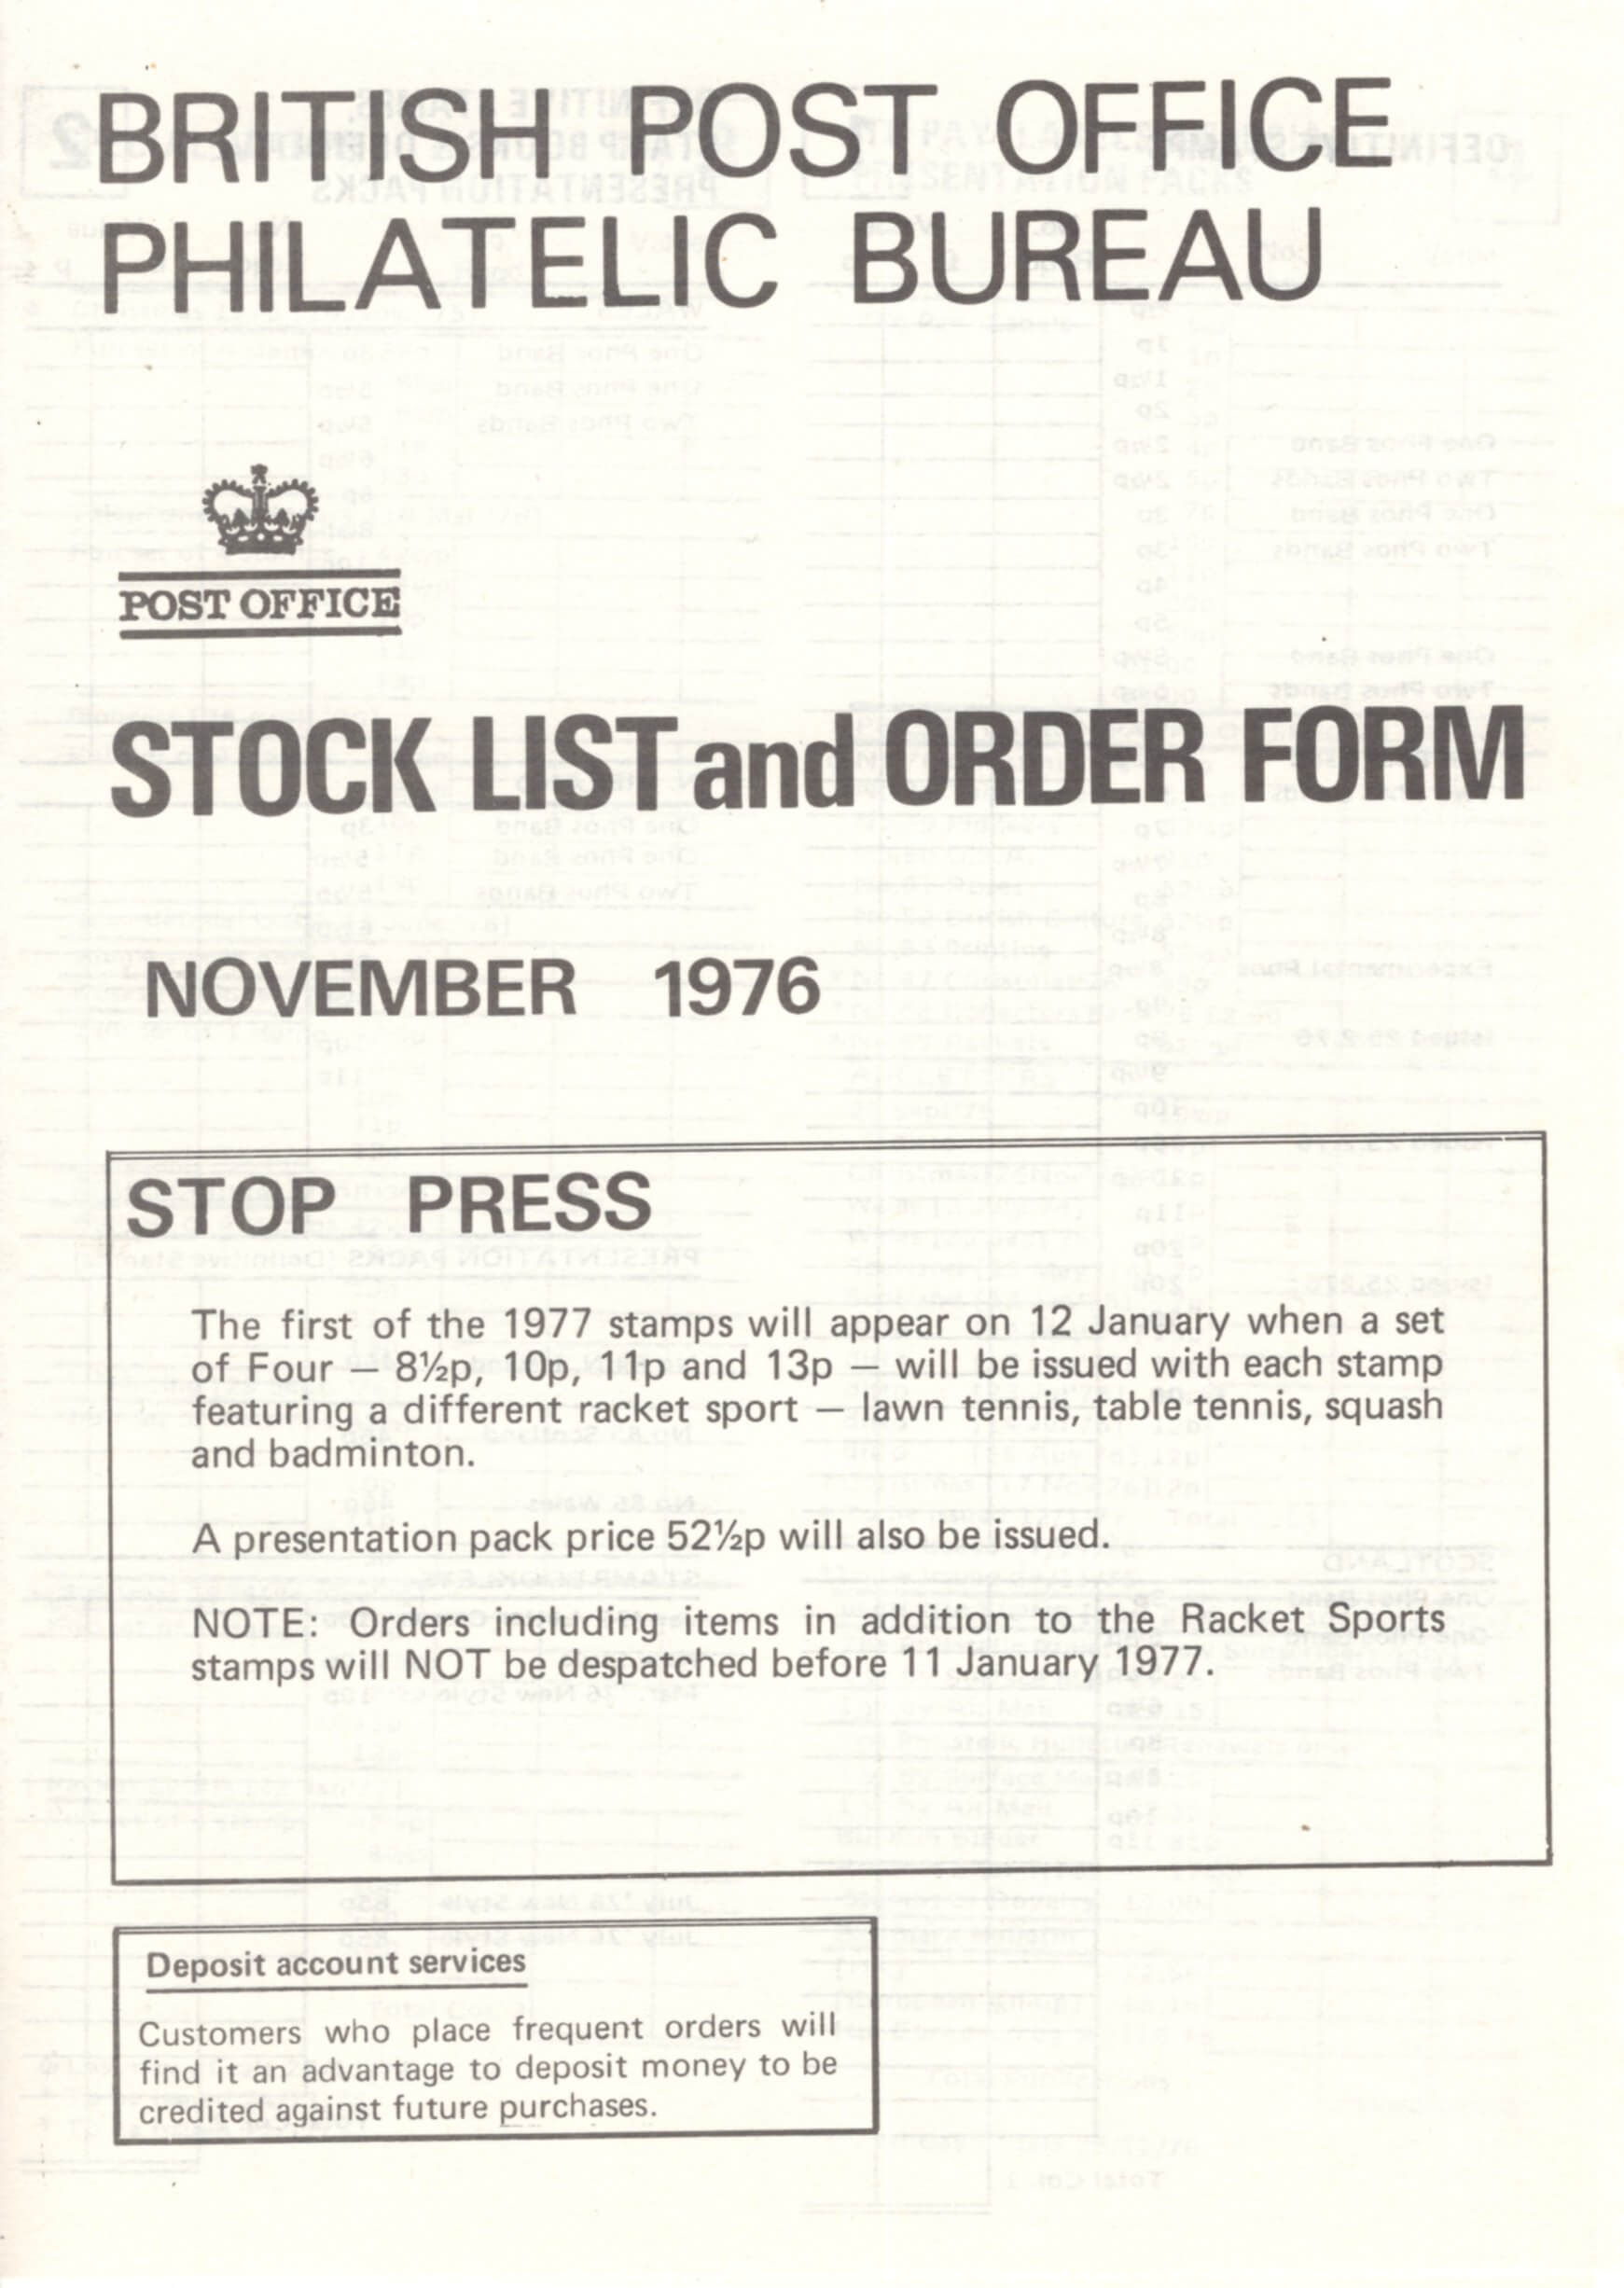 BRITISH POST OFFICE
PHILATELIC BUREAU
POST OFFICE
STOCK LIST and ORDER FORM
NOVEMBER 1976
STOP PRESS
The first of the 1977 stamps will appear on 12 January when a set
of Four — 8½p, 10p, 11p and 13p — will be issued with each stamp
featuring a different racket sport — lawn tennis, table tennis, squash
and badminton.
A presentation pack price 52½p will also be issued.
NOTE: Orders including items in addition to the Racket Sports
stamps will NOT be despatched before 11 January 1977.
Deposit account services
Customers who place frequent orders will
find it an advantage to deposit money to be
credited against future purchases.